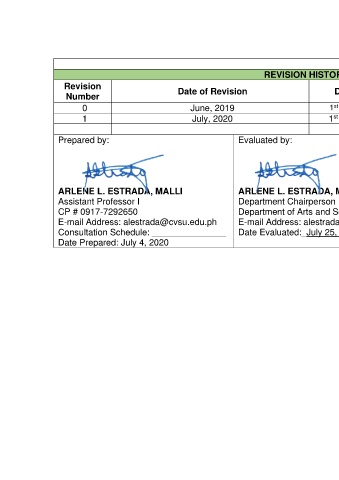 REVISION HISTOR
Revision Number Date of Revision D
0 June, 2019 1st
1 July, 2020 1st
Prepared by: Evaluated by:
ARLENE L. ESTRADA, MALLI ARLENE L. ESTRADA, M
Assistant Professor I Department Chairperson
CP # 0917-7292650 Department of Arts and S
E-mail Address: alestrada@cvsu.edu.ph E-mail Address: alestrada
Consultation Schedule: _______________ Date Evaluated: July 25,
Date Prepared: July 4, 2020